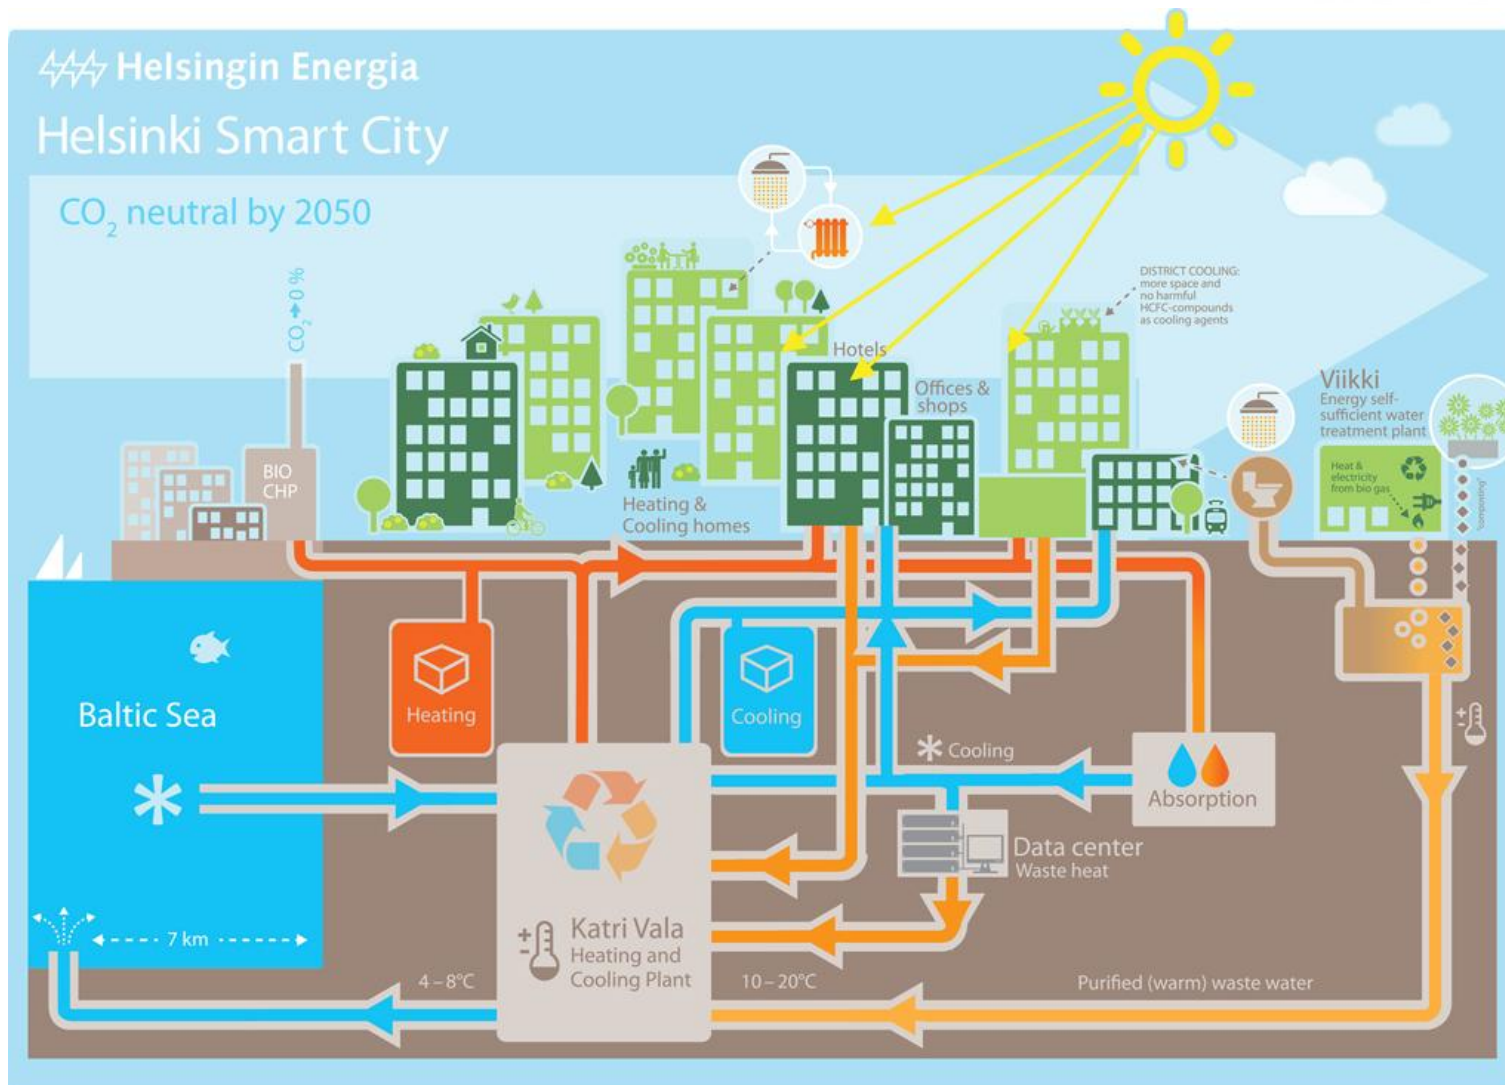 Helsingin Energia
Helsinki Smart City
CO₂ neutral by 2050
CO₂ → 0 %
DISTRICT COOLING:
more space and
no harmful
HCFC-compounds
as cooling agents
Hotels
Offices &
shops
Viikki
Energy self-
sufficient water
treatment plant
BIO
CHP
Heat &
electricity
from bio gas
"composting"
Heating &
Cooling homes
Baltic Sea
Heating
Cooling
Cooling
Absorption
Data center
Waste heat
Katri Vala
Heating and
Cooling Plant
7 km
4 – 8°C
10 – 20°C
Purified (warm) waste water